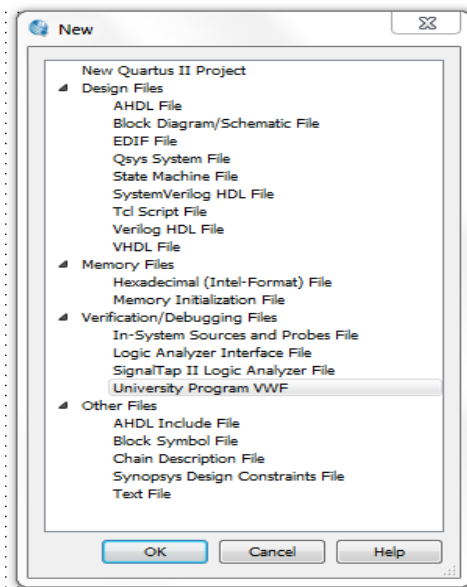 New
New Quartus II Project
Design Files
AHDL File
Block Diagram/Schematic File
EDIF File
Qsys System File
State Machine File
SystemVerilog HDL File
Tcl Script File
Verilog HDL File
VHDL File
Memory Files
Hexadecimal (Intel-Format) File
Memory Initialization File
Verification/Debugging Files
In-System Sources and Probes File
Logic Analyzer Interface File
SignalTap II Logic Analyzer File
University Program VWF
Other Files
AHDL Include File
Block Symbol File
Chain Description File
Synopsys Design Constraints File
Text File
OK Cancel Help